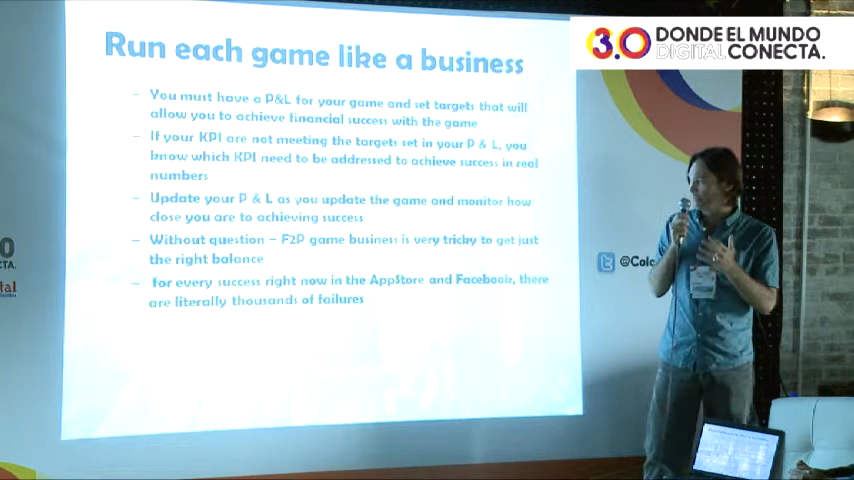 Run each game like a business
– You must have a P&L for your game and set targets that will
allow you to achieve financial success with the game
– If your KPI are not meeting the targets set in your P & L, you
know which KPI need to be addressed to achieve success in real
numbers
– Update your P & L as you update the game and monitor how
close you are to achieving success
– Without question – F2P game business is very tricky to get just
the right balance
– for every success right now in the AppStore and Facebook, there
are literally thousands of failures
3.0 DONDE EL MUNDO
DIGITAL CONECTA.
@Colo